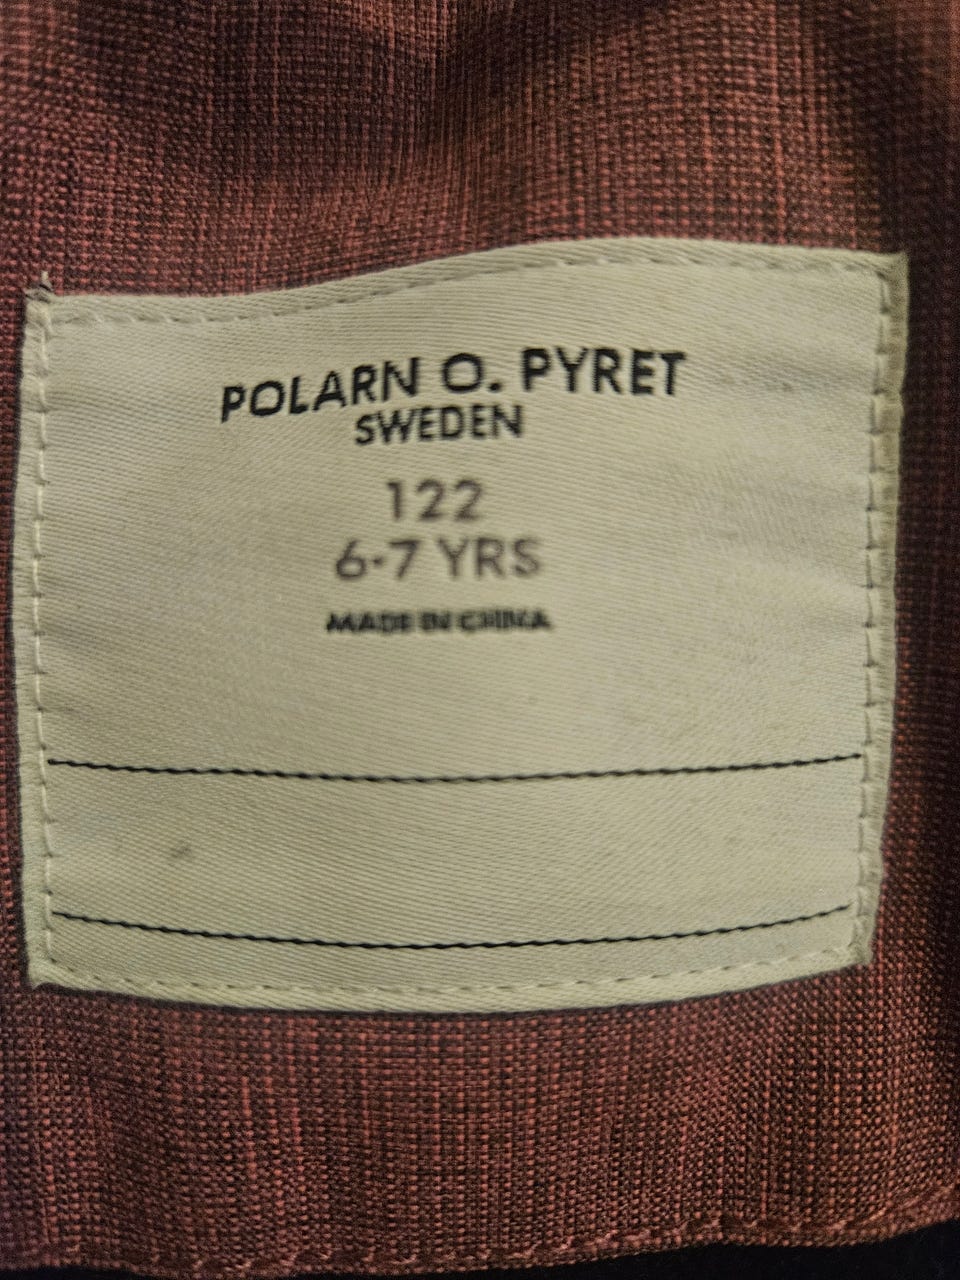 POLARN O. PYRET
SWEDEN
122
6-7 YRS
MADE IN CHINA